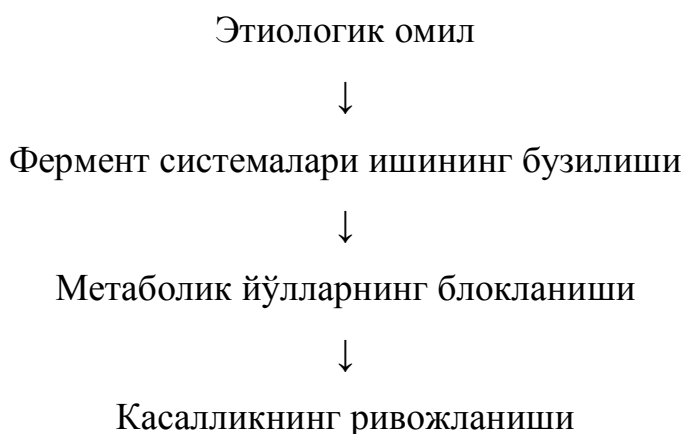 Этиологик омил
↓
Фермент системалари ишининг бузилиши
↓
Метаболик йўлларнинг блокланиши
↓
Касалликнинг ривожланиши